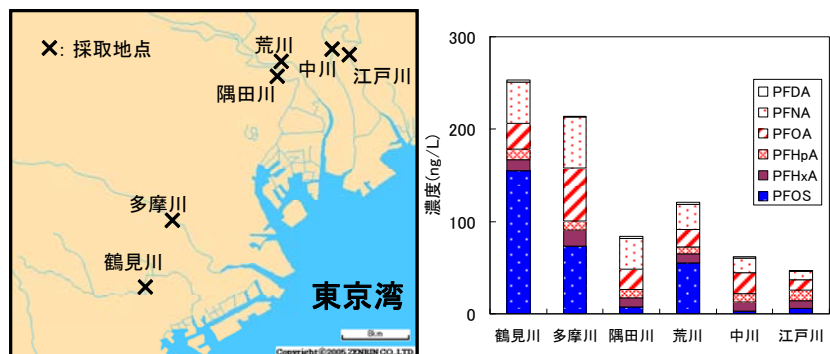 ×: 採取地点
荒川
中川
江戸川
隅田川
多摩川
鶴見川
東京湾
8km
Copyright©2005 ZENRIN CO.,LTD
300
200
100
0
濃度(ng/L)
PFDA
PFNA
PFOA
PFHpA
PFHxA
PFOS
鶴見川 多摩川 隅田川 荒川 中川 江戸川